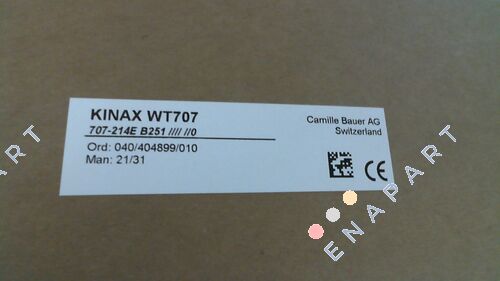 KINAX WT707
707-214E B251 //// //0
Ord: 040/404899/010
Man: 21/31
Camille Bauer AG
Switzerland
CE
ENAPART
ENAPART
ENAPART